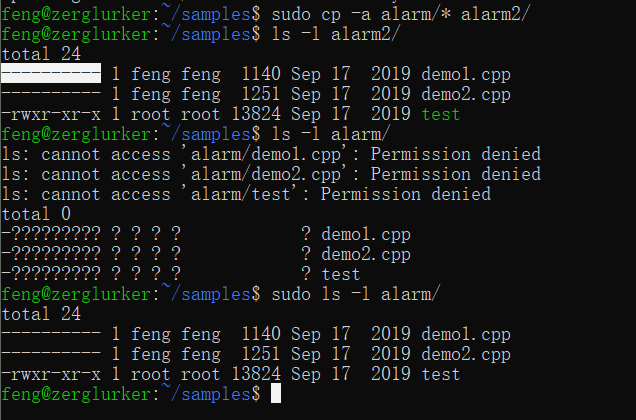 feng@zerglurker:~/samples$ sudo cp -a alarm/* alarm2/
feng@zerglurker:~/samples$ ls -l alarm2/
total 24
---------- 1 feng feng  1140 Sep 17  2019 demo1.cpp
---------- 1 feng feng  1251 Sep 17  2019 demo2.cpp
-rwxr-xr-x 1 root root 13824 Sep 17  2019 test
feng@zerglurker:~/samples$ ls -l alarm/
ls: cannot access 'alarm/demo1.cpp': Permission denied
ls: cannot access 'alarm/demo2.cpp': Permission denied
ls: cannot access 'alarm/test': Permission denied
total 0
-????????? ? ? ? ?            ? demo1.cpp
-????????? ? ? ? ?            ? demo2.cpp
-????????? ? ? ? ?            ? test
feng@zerglurker:~/samples$ sudo ls -l alarm/
total 24
---------- 1 feng feng  1140 Sep 17  2019 demo1.cpp
---------- 1 feng feng  1251 Sep 17  2019 demo2.cpp
-rwxr-xr-x 1 root root 13824 Sep 17  2019 test
feng@zerglurker:~/samples$